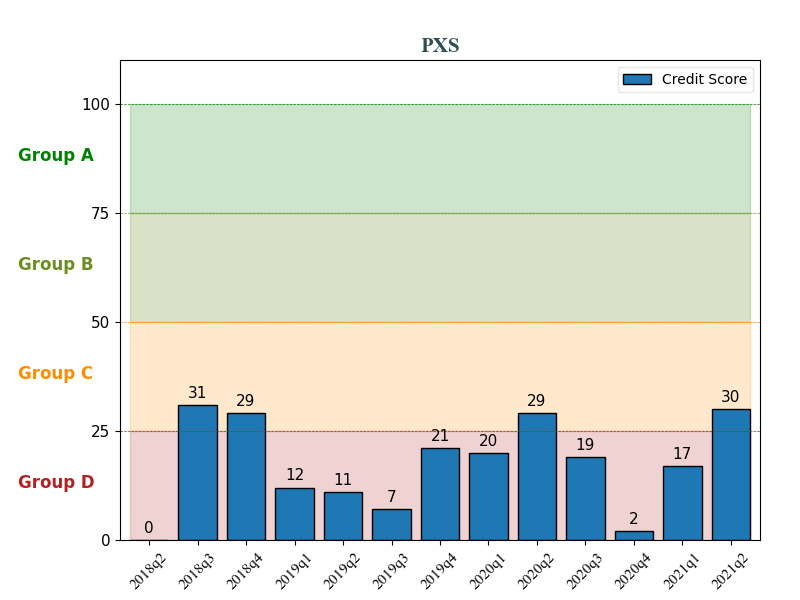 PXS
Credit Score
100
Group A
75
Group B
50
Group C
25
Group D
0
0
31
29
12
11
7
21
20
29
19
2
17
30
2018q2
2018q3
2018q4
2019q1
2019q2
2019q3
2019q4
2020q1
2020q2
2020q3
2020q4
2021q1
2021q2